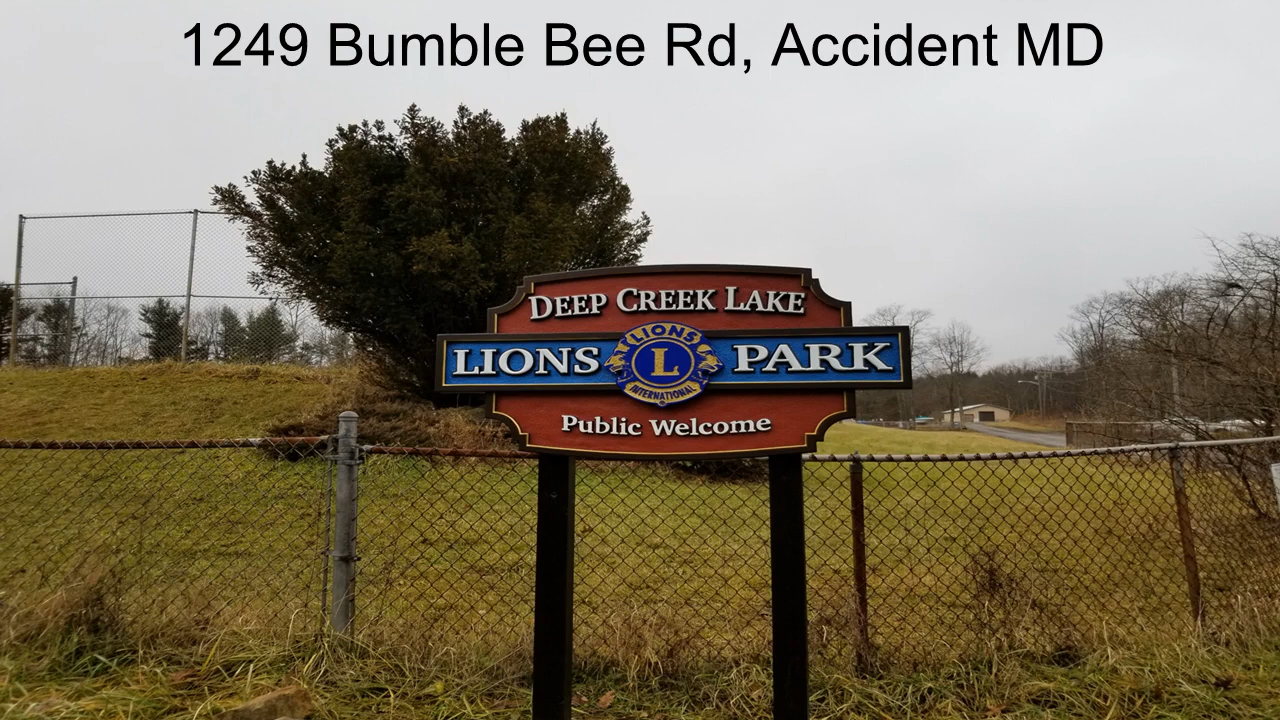 1249 Bumble Bee Rd, Accident MD
DEEP CREEK LAKE
LIONS LIONS L INTERNATIONAL PARK
Public Welcome